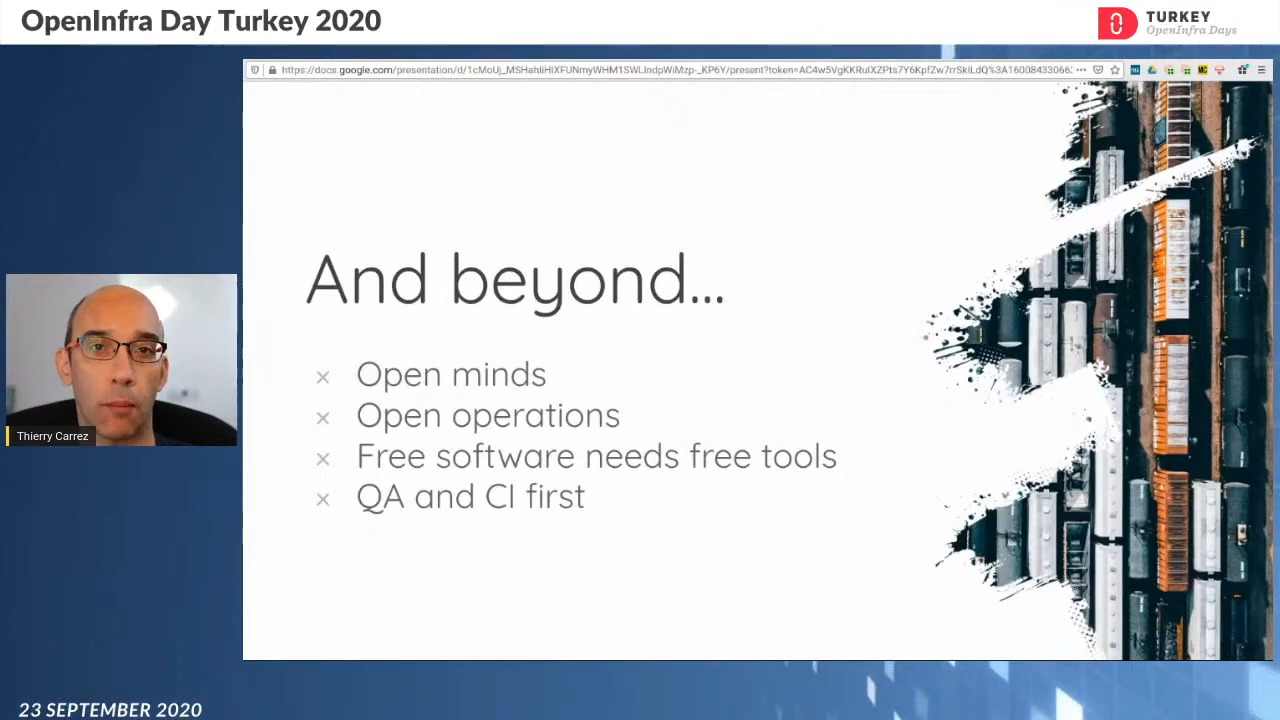 OpenInfra Day Turkey 2020
TURKEY
OpenInfra Days
And beyond...
× Open minds
× Open operations
× Free software needs free tools
× QA and CI first
Thierry Carrez
23 SEPTEMBER 2020